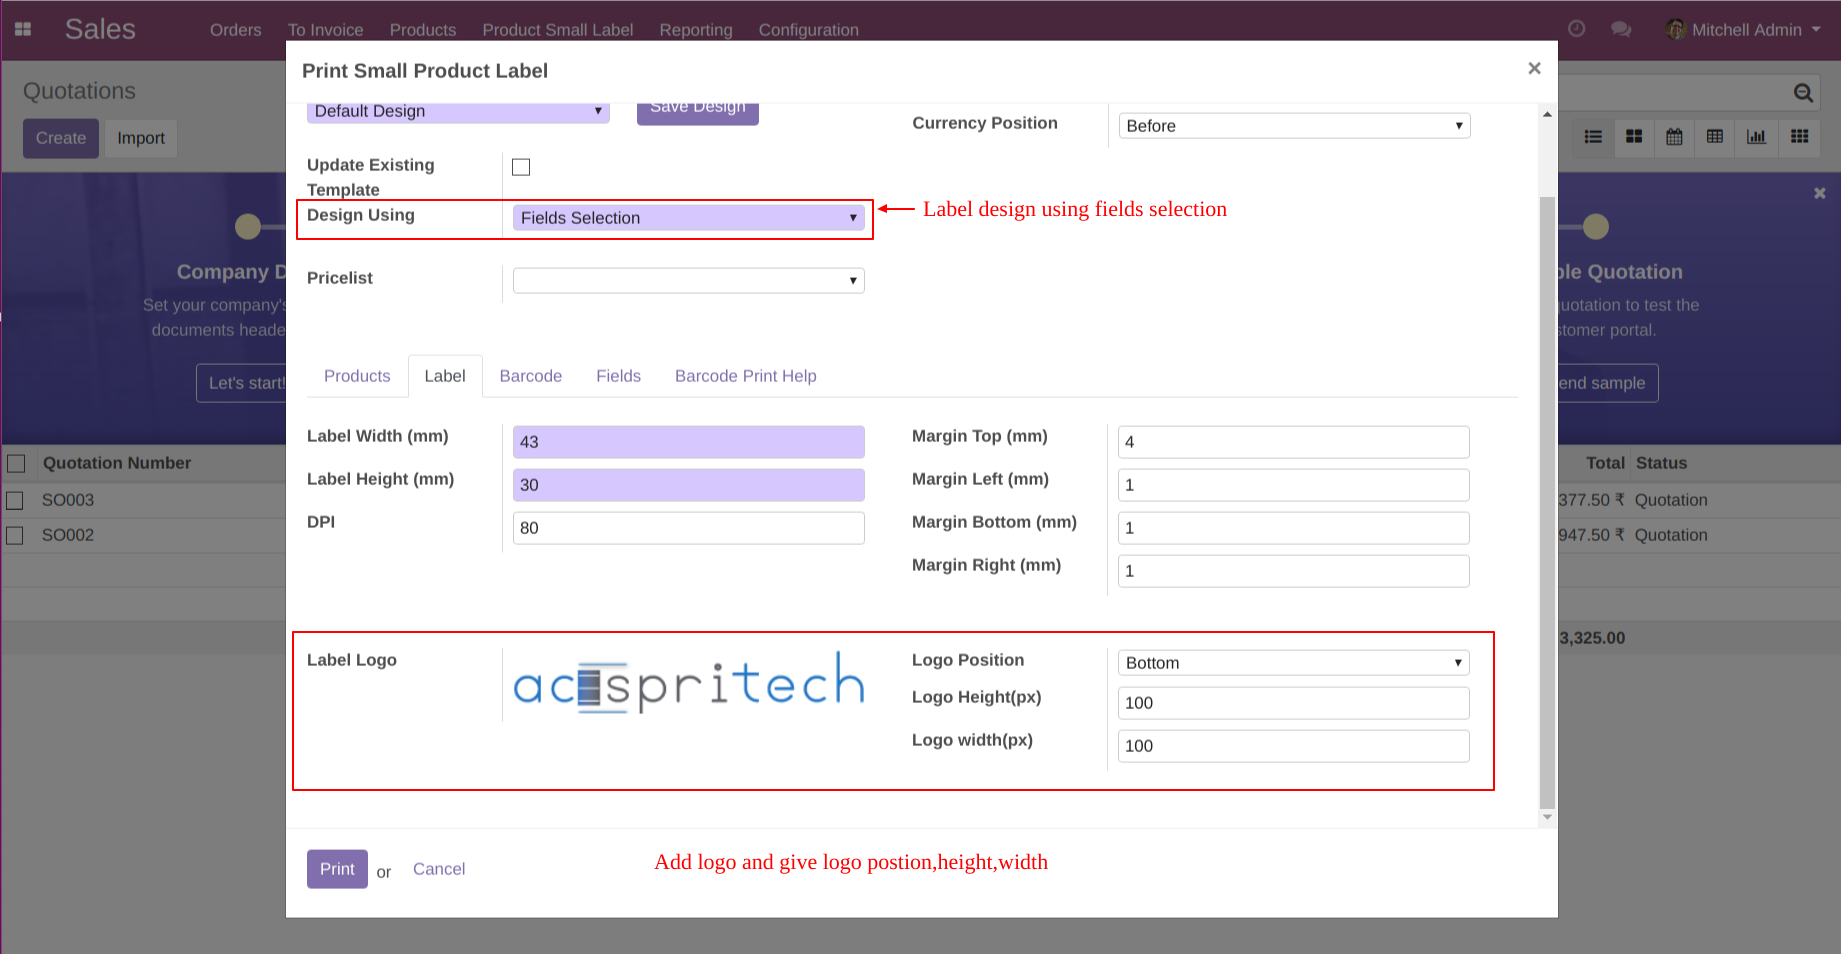 Sales
Orders To Invoice Products Product Small Label Reporting Configuration
Mitchell Admin
Quotations
Create Import
Print Small Product Label
×
Default Design
Save Design
Currency Position
Before
Update Existing
Template
Design Using
Fields Selection
Label design using fields selection
Pricelist
Company D
Set your company's
documents heade
Let's start!
ple Quotation
quotation to test the
stomer portal.
end sample
Products Label Barcode Fields Barcode Print Help
Label Width (mm) 43
Label Height (mm) 30
DPI 80
Margin Top (mm) 4
Margin Left (mm) 1
Margin Bottom (mm) 1
Margin Right (mm) 1
Quotation Number
Total Status
SO003
377.50 ₹ Quotation
SO002
947.50 ₹ Quotation
3,325.00
Label Logo
spritech
Logo Position Bottom
Logo Height(px) 100
Logo width(px) 100
Print or Cancel
Add logo and give logo postion,height,width